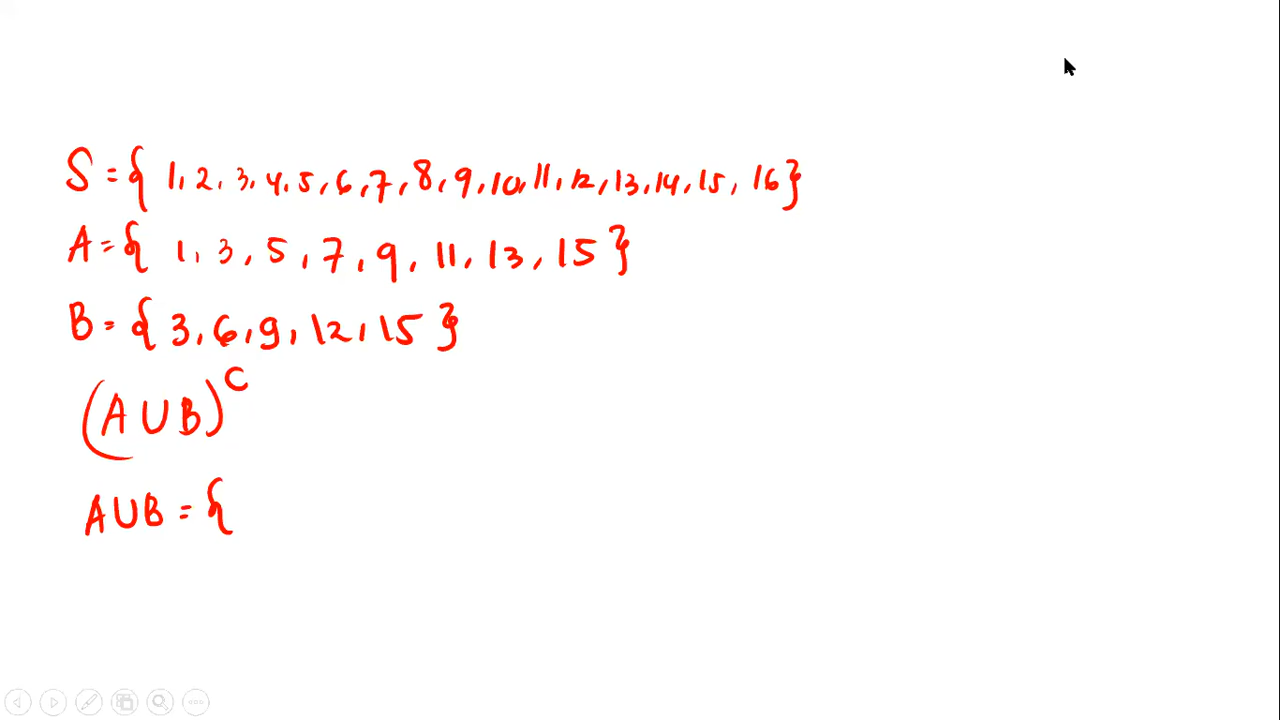 S = { 1, 2, 3, 4, 5, 6, 7, 8, 9, 10, 11, 12, 13, 14, 15, 16 }
A = { 1, 3, 5, 7, 9, 11, 13, 15 }
B = { 3, 6, 9, 12, 15 }
(A ∪ B)ᶜ
A ∪ B = {